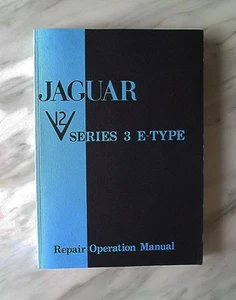 JAGUAR
V12
SERIES 3 E-TYPE
Repair Operation Manual